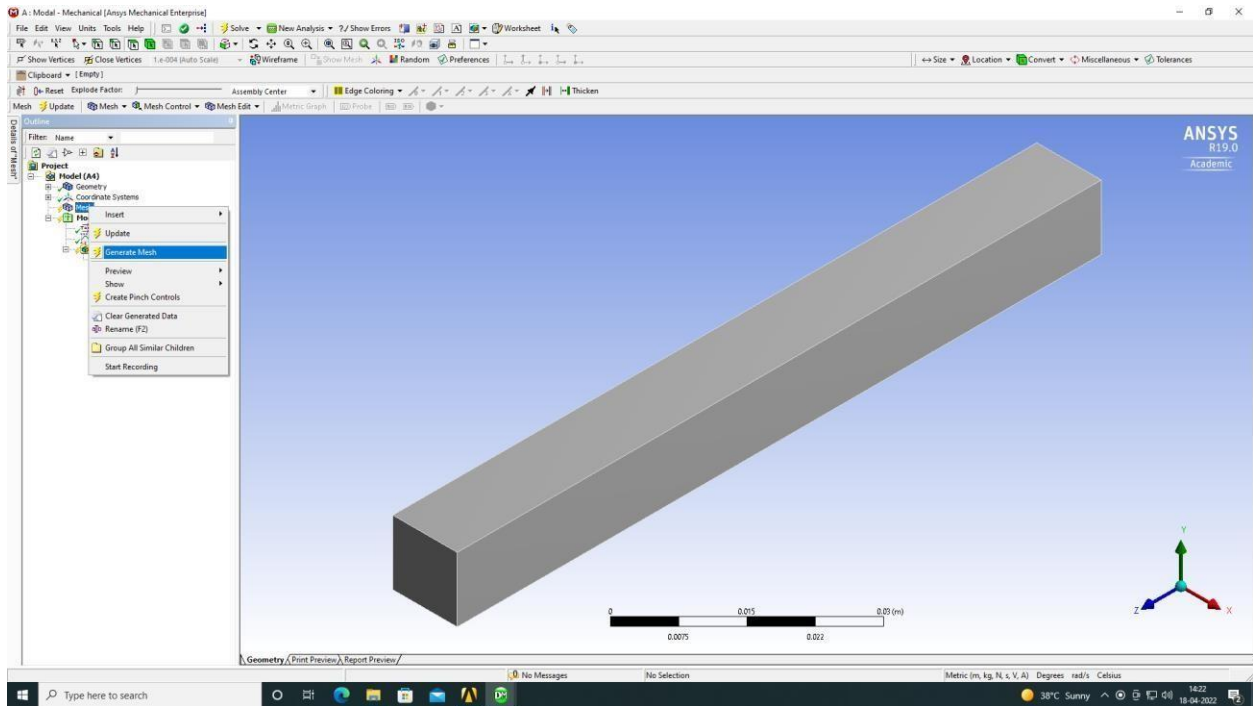 A : Modal - Mechanical [Ansys Mechanical Enterprise]
File Edit View Units Tools Help Solve New Analysis ?/ Show Errors Worksheet
Show Vertices Close Vertices 1.e-004 (Auto Scale) Wireframe Show Mesh Random Preferences Size Location Convert Miscellaneous Tolerances
Clipboard [Empty]
Reset Explode Factor: Assembly Center Edge Coloring Thicken
Mesh Update Mesh Mesh Control Mesh Edit Metric Graph Probe
Details of "Mesh"
Outline
Filter: Name
Project
Model (A4)
Geometry
Coordinate Systems
Insert
Update
Generate Mesh
Preview
Show
Create Pinch Controls
Clear Generated Data
Rename (F2)
Group All Similar Children
Start Recording
ANSYS
R19.0
Academic
Y
Z X
0 0.015 0.03 (m)
0.0075 0.022
Geometry Print Preview Report Preview
No Messages No Selection Metric (m, kg, N, s, V, A) Degrees rad/s Celsius
Type here to search 38°C Sunny 14:22
18-04-2022